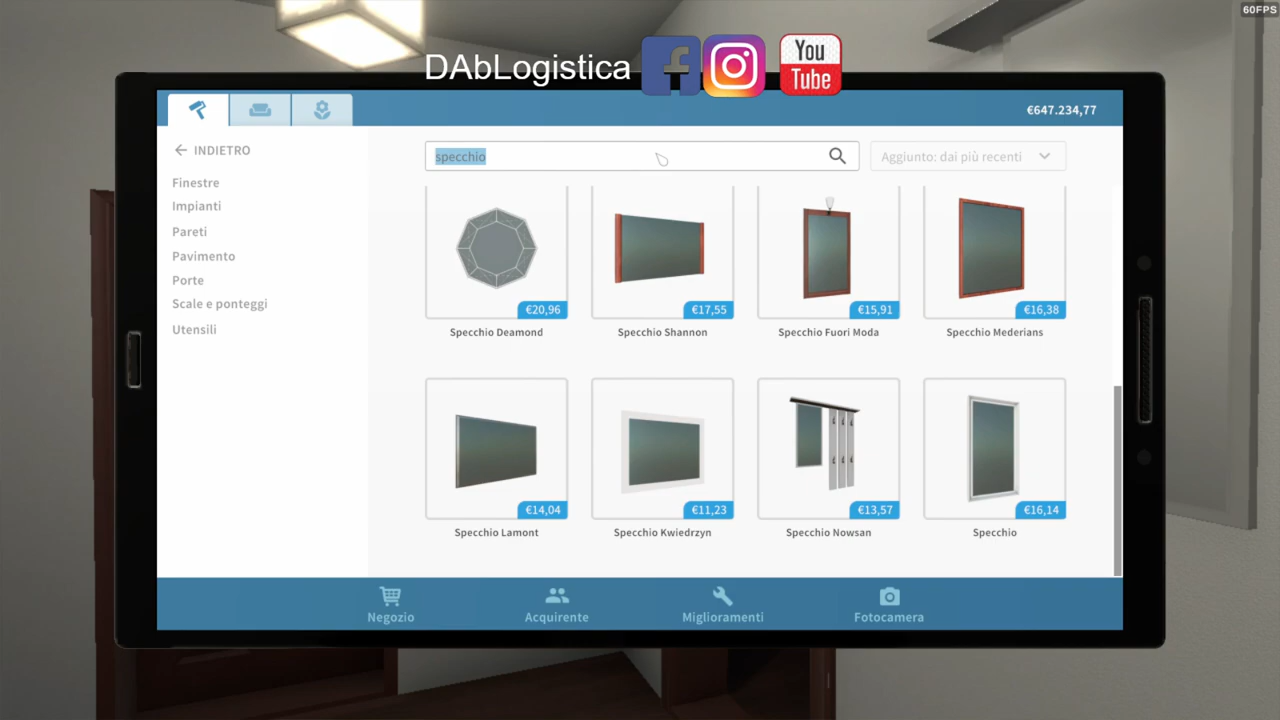 60FPS
DAbLogistica
f
You
Tube
€647.234,77
INDIETRO
specchio
Aggiunto: dai più recenti
Finestre
Impianti
Pareti
Pavimento
Porte
Scale e ponteggi
Utensili
€20,96
€17,55
€15,91
€16,38
Specchio Deamond
Specchio Shannon
Specchio Fuori Moda
Specchio Mederians
€14,04
€11,23
€13,57
€16,14
Specchio Lamont
Specchio Kwiedrzyn
Specchio Nowsan
Specchio
Negozio
Acquirente
Miglioramenti
Fotocamera